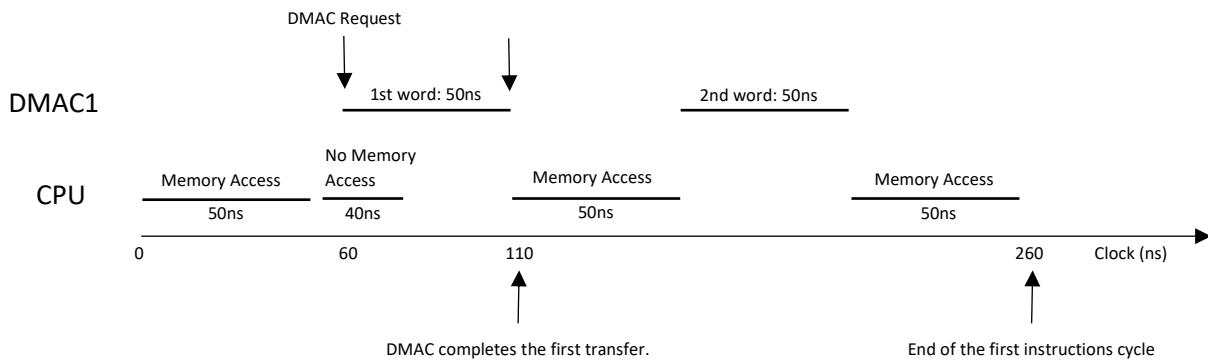 DMAC Request
DMAC1
1st word: 50ns
2nd word: 50ns
No Memory
Access
CPU
Memory Access
Memory Access
Memory Access
50ns
40ns
50ns
50ns
0
60
110
260
Clock (ns)
DMAC completes the first transfer.
End of the first instructions cycle